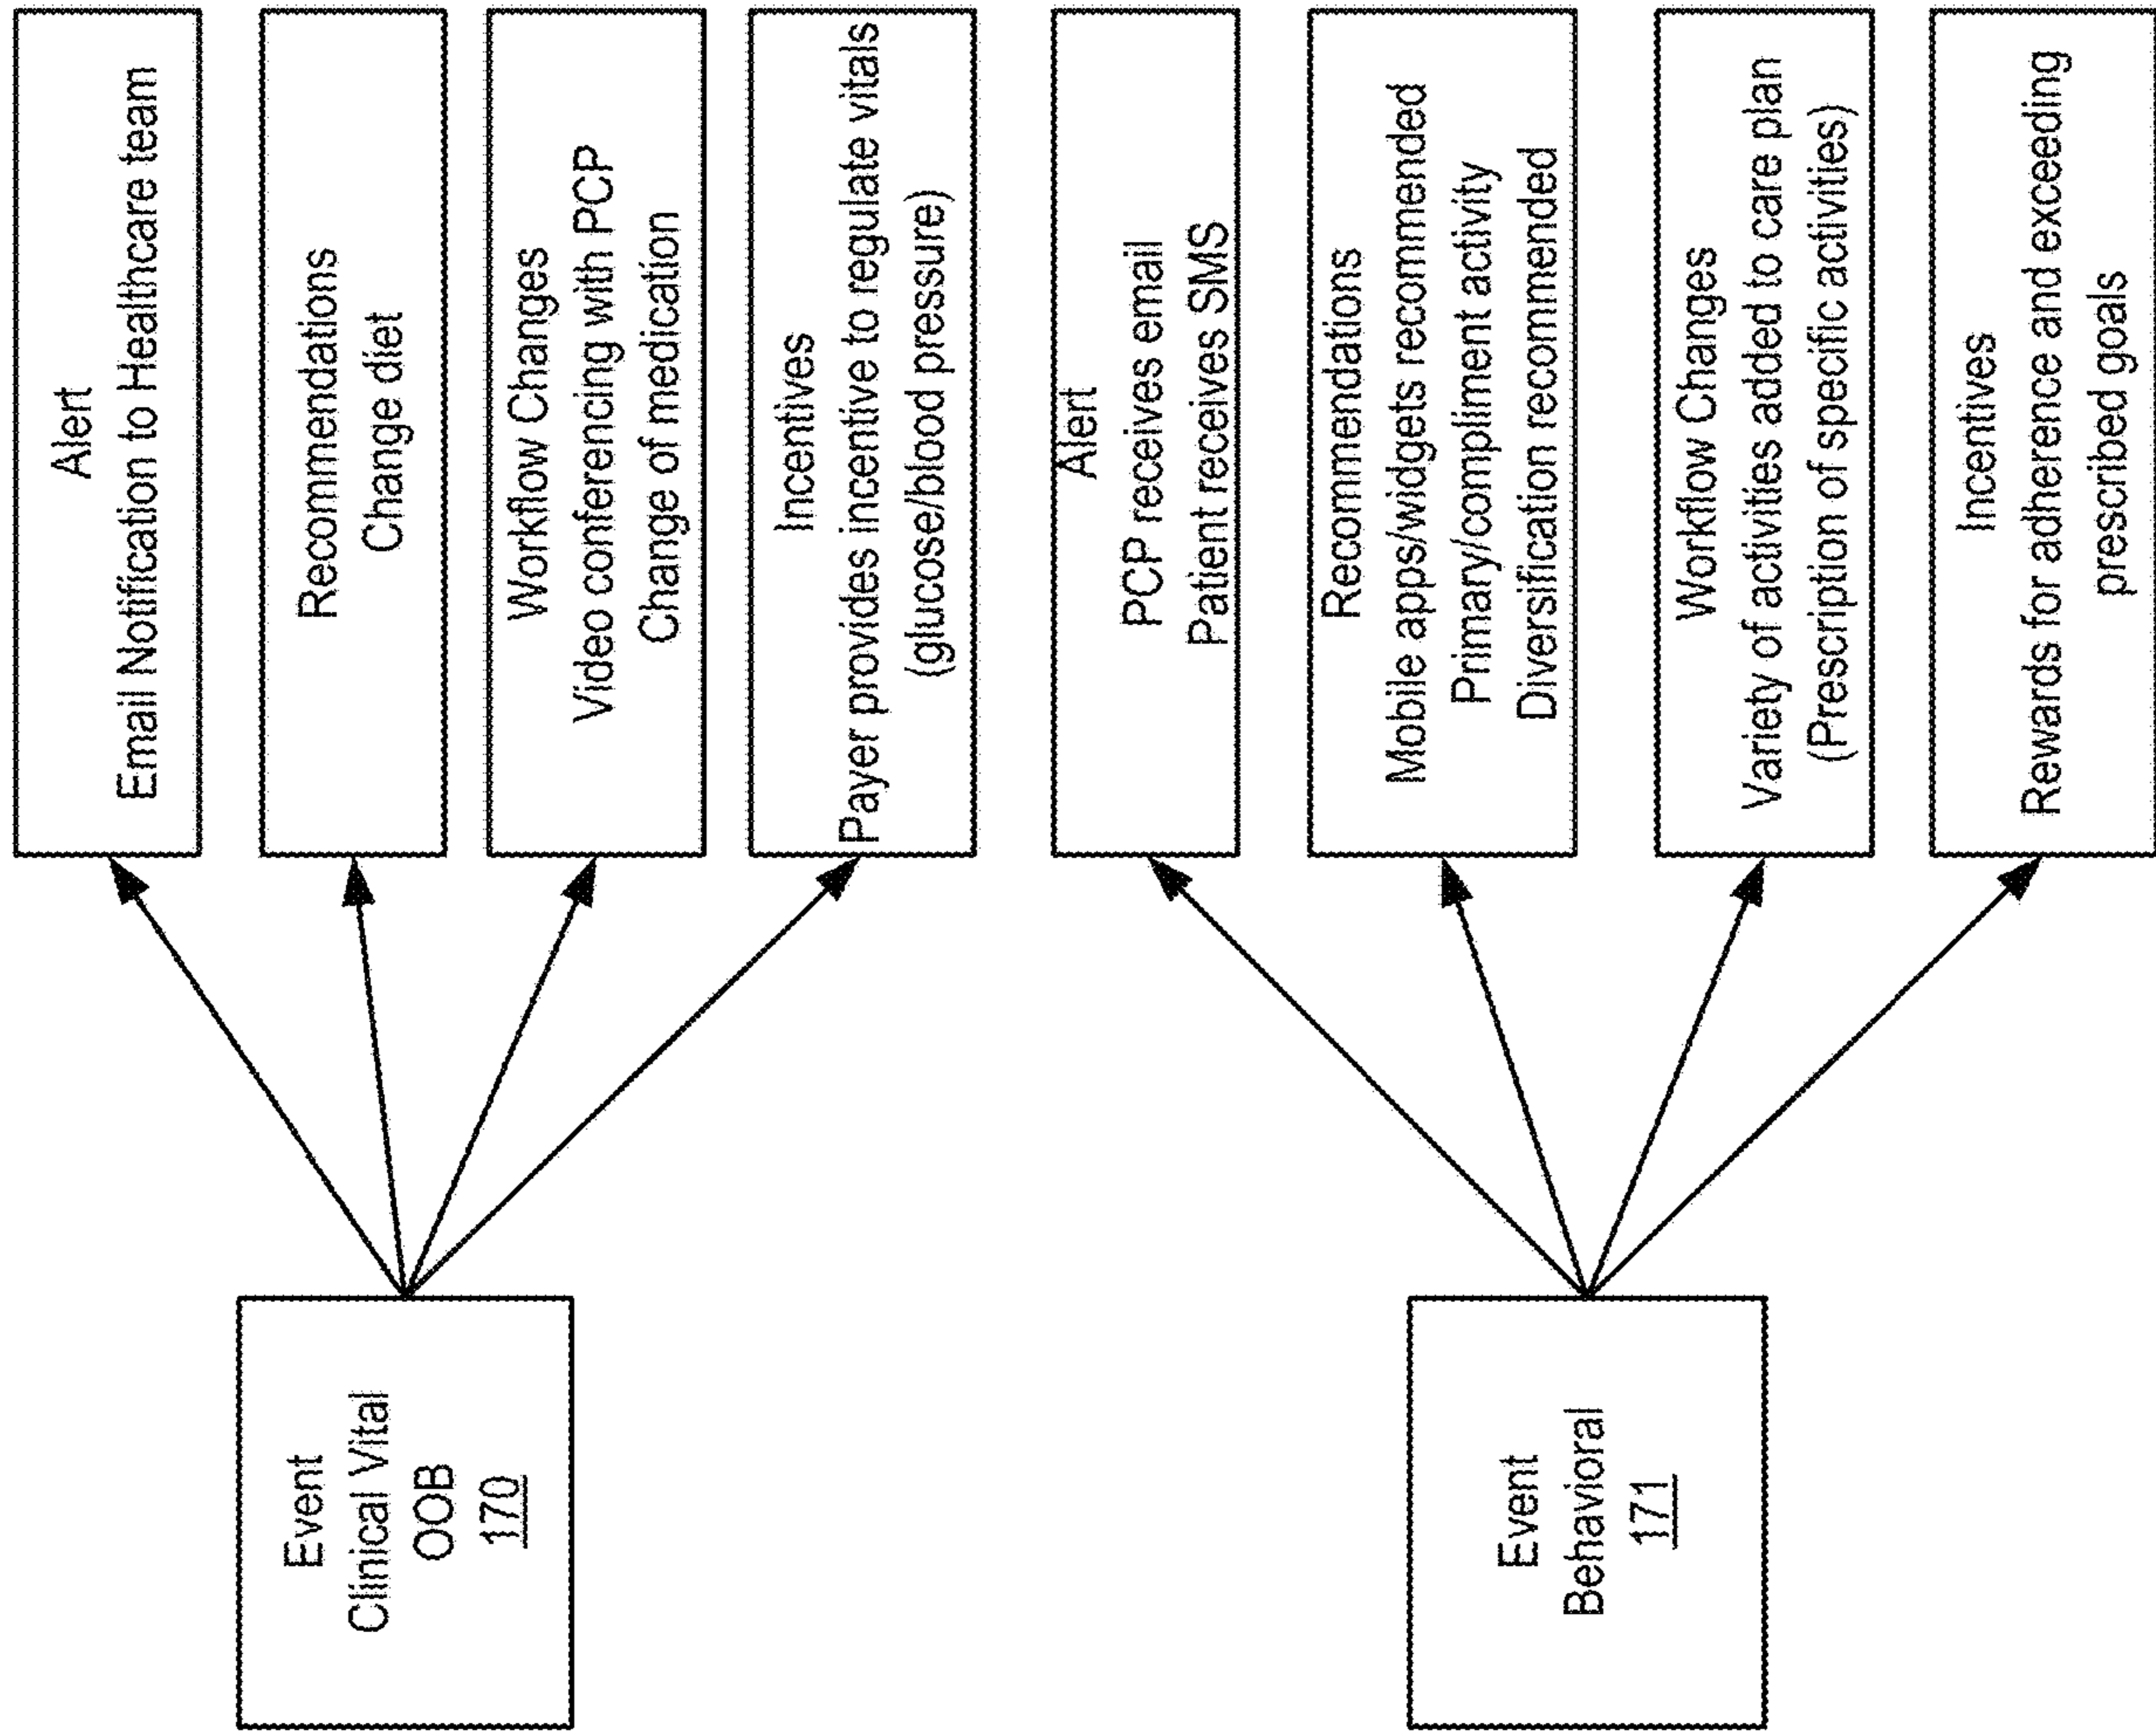 Event
Clinical Vital
OOB
170
Alert
Email Notification to Healthcare team
Recommendations
Change diet
Workflow Changes
Video conferencing with PCP
Change of medication
Incentives
Payer provides incentive to regulate vitals
(glucose/blood pressure)
Event
Behavioral
171
Alert
PCP receives email
Patient receives SMS
Recommendations
Mobile apps/widgets recommended
Primary/compliment activity
Diversification recommended
Workflow Changes
Variety of activities added to care plan
(Prescription of specific activities)
Incentives
Rewards for adherence and exceeding
prescribed goals